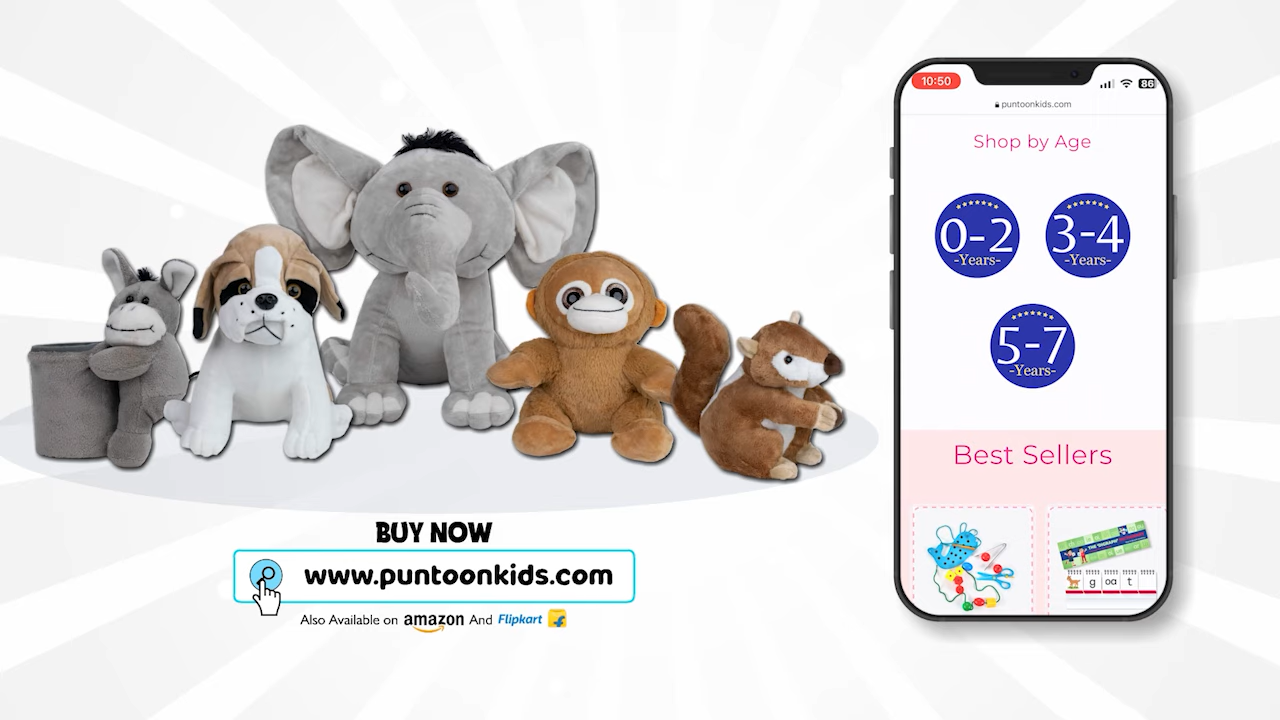 BUY NOW
www.puntoonkids.com
Also Available on amazon And Flipkart
10:50
86
puntoonkids.com
Shop by Age
0-2
-Years-
3-4
-Years-
5-7
-Years-
Best Sellers
g oa t